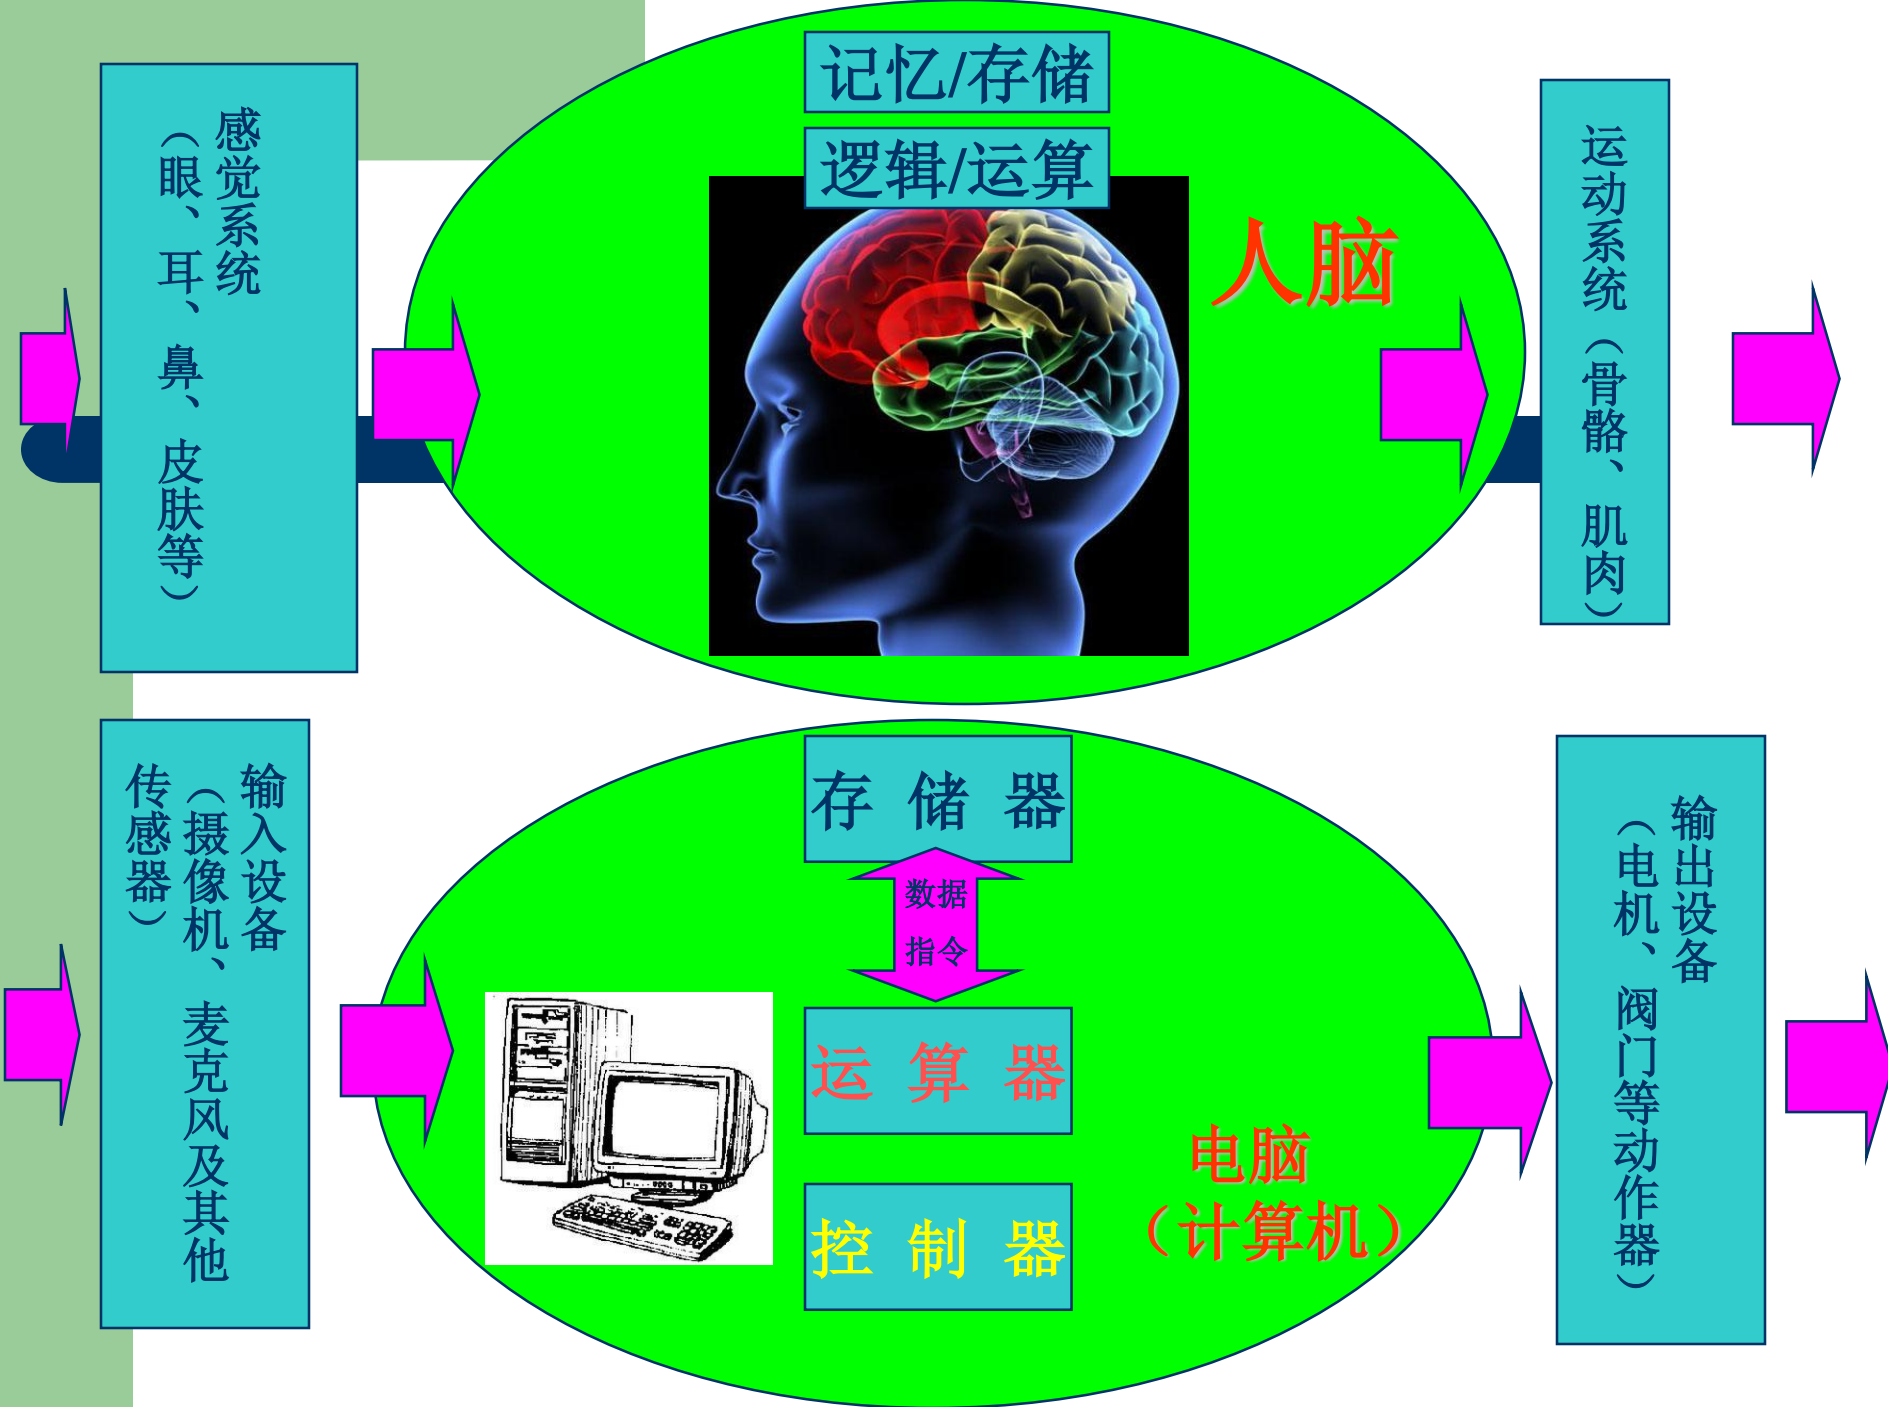 感觉系统
（眼、耳、鼻、皮肤等）
记忆/存储
逻辑/运算
人脑
运动系统（骨骼、肌肉）
输入设备
（摄像机、麦克风及其他
传感器）
存 储 器
数据
指令
运 算 器
控 制 器
电脑
（计算机）
输出设备
（电机、阀门等动作器）